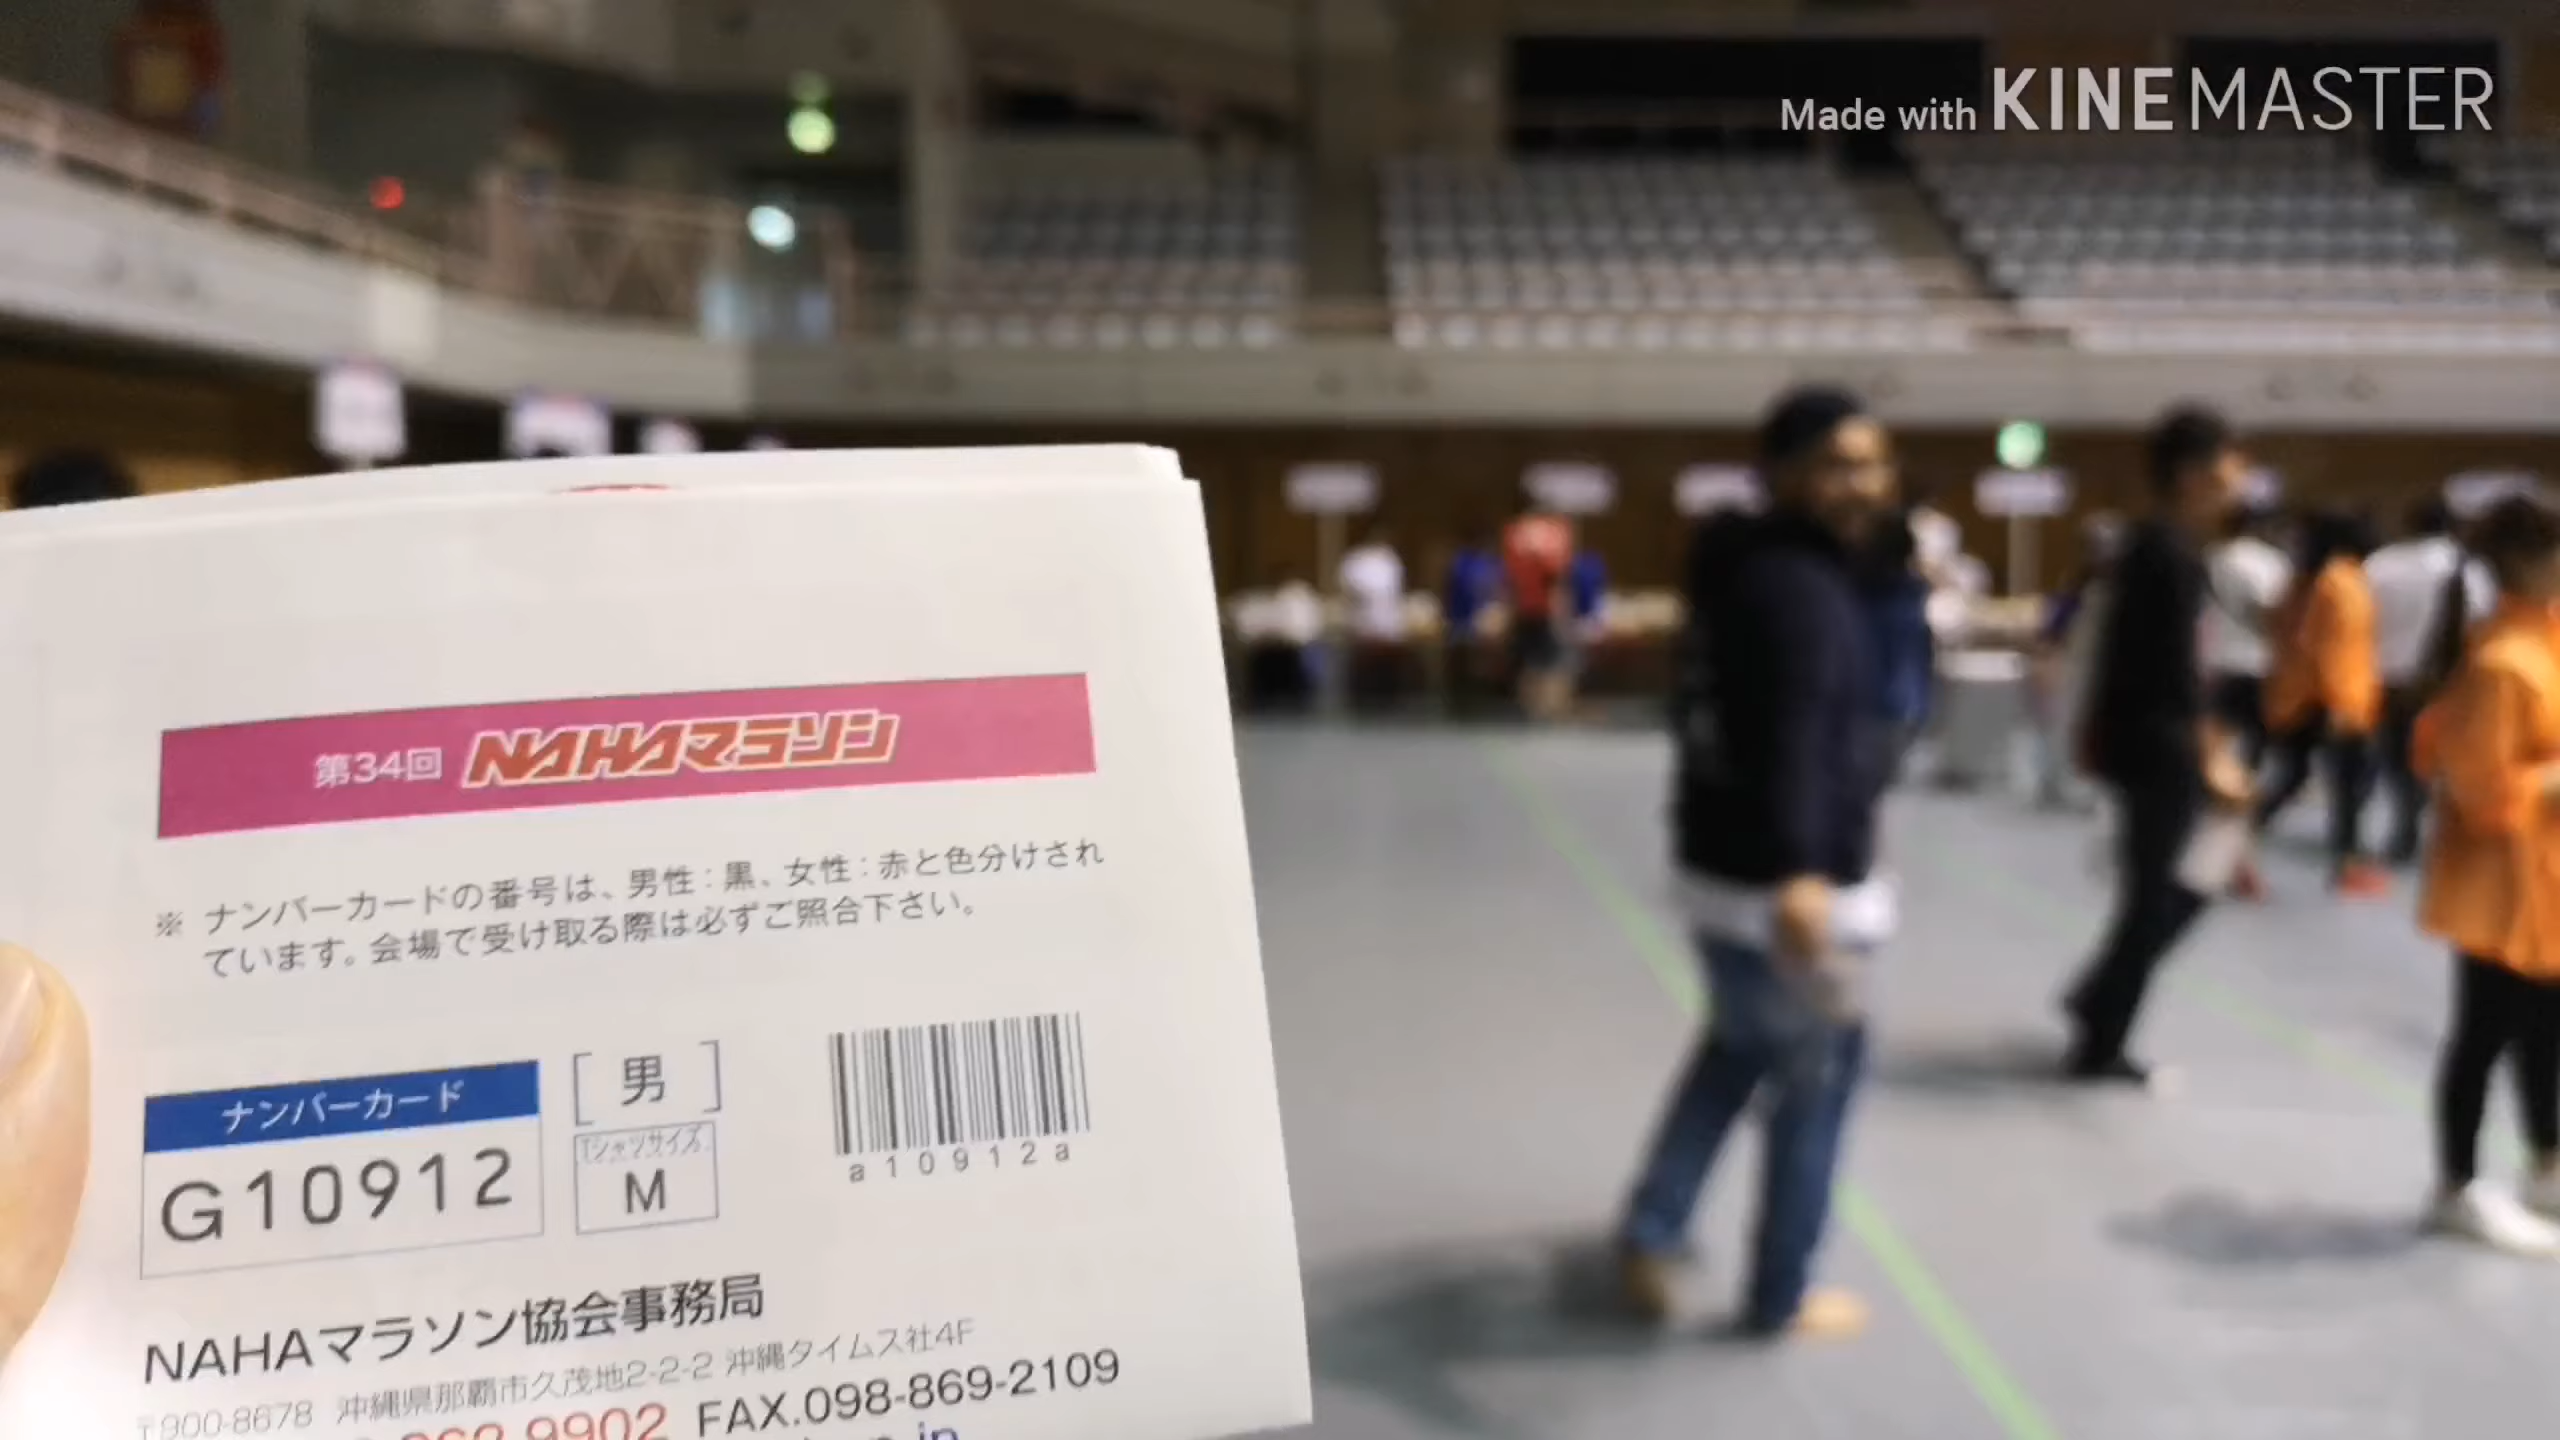 Made with KINEMASTER
第34回 NAHAマラソン
※ ナンバーカードの番号は、男性：黒、女性：赤と色分けされ
ています。会場で受け取る際は必ずご照合下さい。
ナンバーカード
G10912
[ 男 ]
Tシャツサイズ
M
a10912a
NAHAマラソン協会事務局
〒900-8678 沖縄県那覇市久茂地2-2-2 沖縄タイムス社4F
862-9902 FAX.098-869-2109